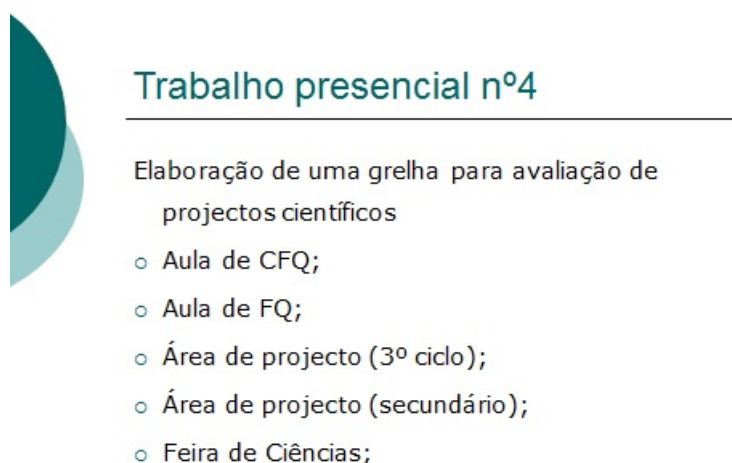 Trabalho presencial nº4
Elaboração de uma grelha para avaliação de
projectos científicos
Aula de CFQ;
Aula de FQ;
Área de projecto (3º ciclo);
Área de projecto (secundário);
Feira de Ciências;